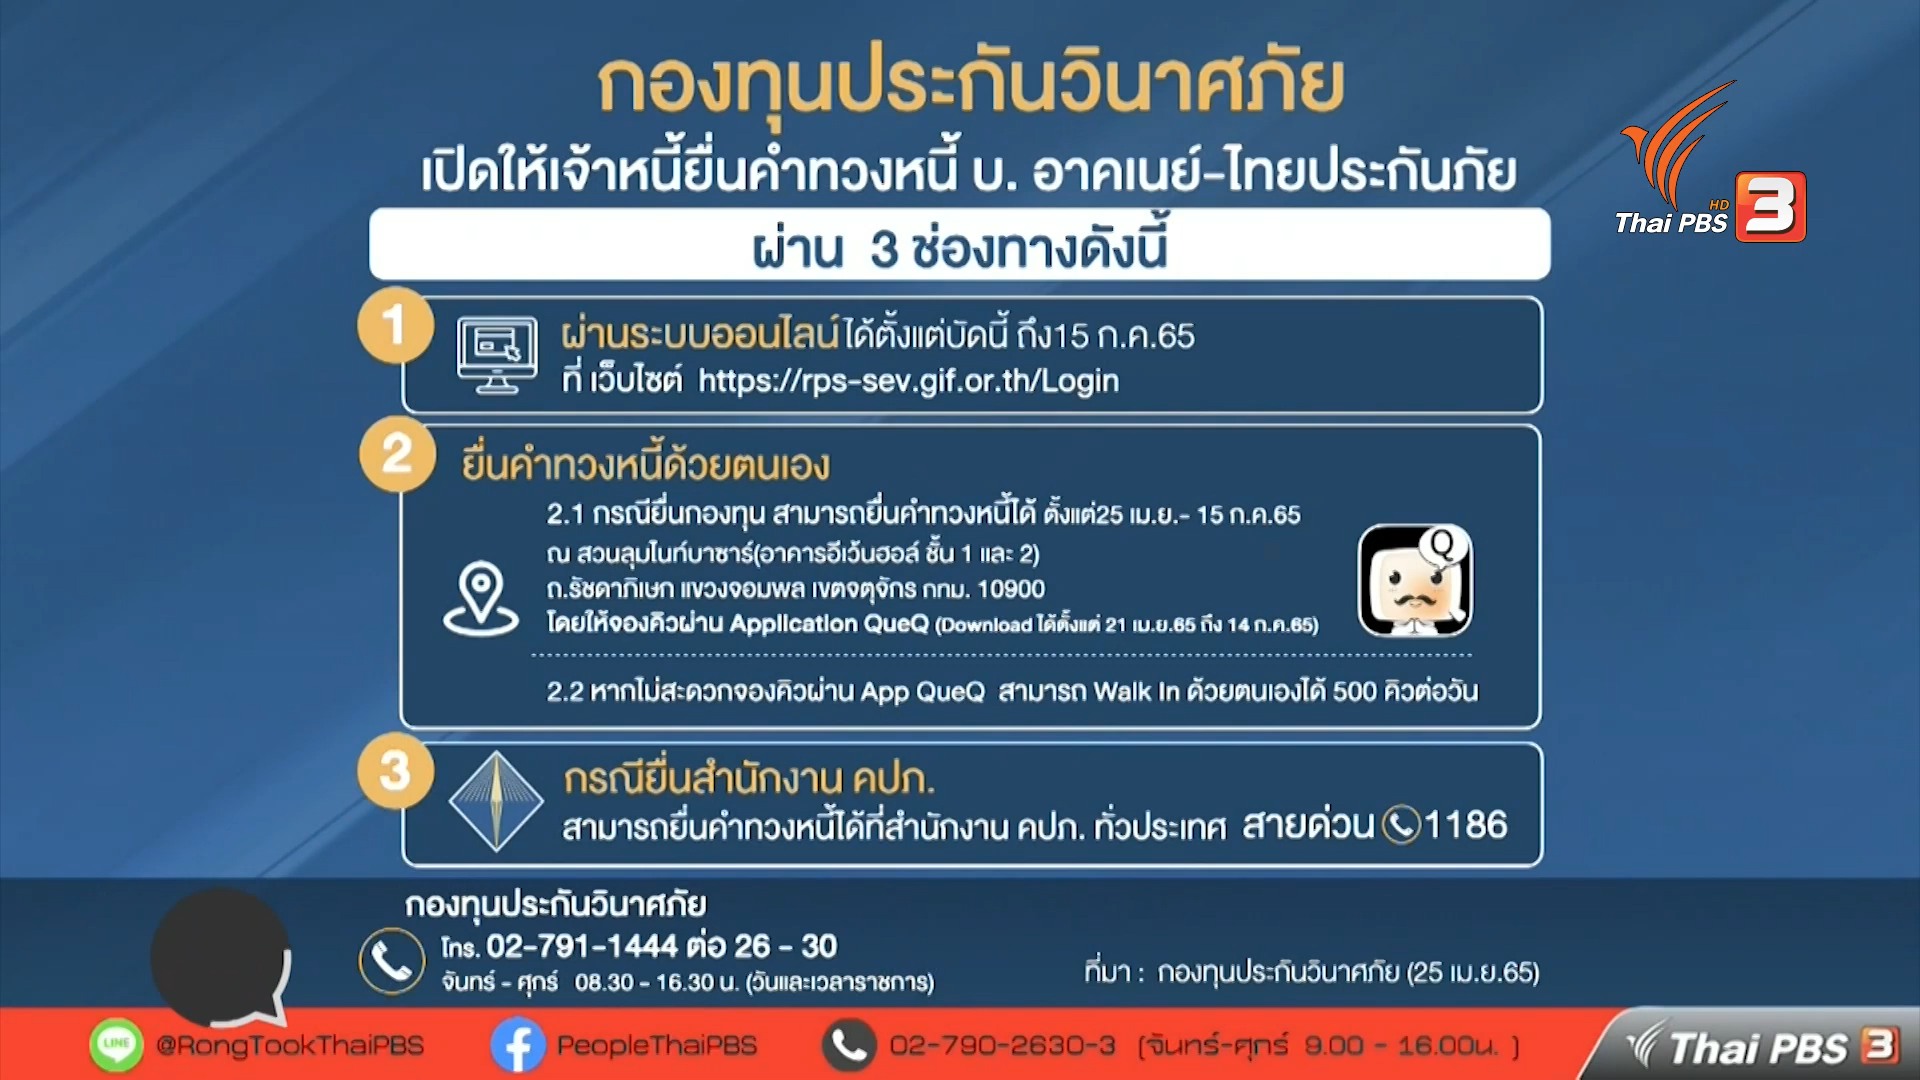 กองทุนประกันวินาศภัย
เปิดให้เจ้าหนี้ยื่นคำทวงหนี้ บ. อาคเนย์-ไทยประกันภัย
ผ่าน 3 ช่องทางดังนี้
HD
Thai PBS 3
1
ผ่านระบบออนไลน์ได้ตั้งแต่บัดนี้ ถึง15 ก.ค.65
ที่ เว็บไซต์ https://rps-sev.gif.or.th/Login
2
ยื่นคำทวงหนี้ด้วยตนเอง
2.1 กรณียื่นกองทุน สามารถยื่นคำทวงหนี้ได้ ตั้งแต่25 เม.ย.- 15 ก.ค.65
ณ สวนลุมไนท์บาซาร์(อาคารอีเว้นฮอล์ ชั้น 1 และ 2)
ถ.รัชดาภิเษก แขวงจอมพล เขตจตุจักร กทม. 10900
โดยให้จองคิวผ่าน Application QueQ (Download ได้ตั้งแต่ 21 เม.ย.65 ถึง 14 ก.ค.65)
Q
2.2 หากไม่สะดวกจองคิวผ่าน App QueQ สามารถ Walk In ด้วยตนเองได้ 500 คิวต่อวัน
3
กรณียื่นสำนักงาน คปภ.
สามารถยื่นคำทวงหนี้ได้ที่สำนักงาน คปภ. ทั่วประเทศ สายด่วน 1186
กองทุนประกันวินาศภัย
โทร. 02-791-1444 ต่อ 26 - 30
จันทร์ - ศุกร์ 08.30 - 16.30 น. (วันและเวลาราชการ)
ที่มา : กองทุนประกันวินาศภัย (25 เม.ย.65)
LINE @RongTookThaiPBS
PeopleThaiPBS
02-790-2630-3 (จันทร์-ศุกร์ 9.00 - 16.00น. )
Thai PBS 3